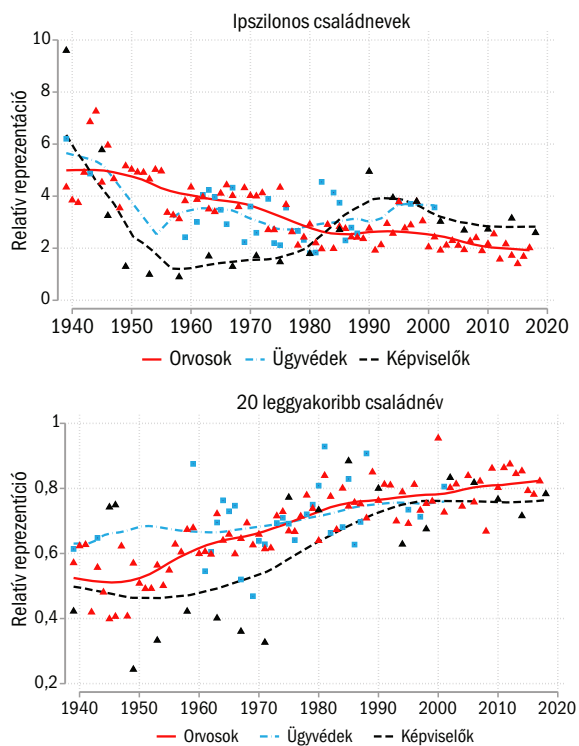 Ipszilonos családnevek
Relatív reprezentáció
10
8
6
4
2
0
1940 1950 1960 1970 1980 1990 2000 2010 2020
Orvosok Ügyvédek Képviselők
20 leggyakoribb családnév
Relatív reprezentíció
1
0,8
0,6
0,4
0,2
1940 1950 1960 1970 1980 1990 2000 2010 2020
Orvosok Ügyvédek Képviselők